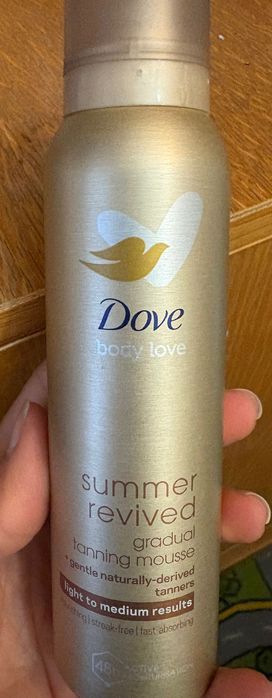 Dove
body love
summer
revived
gradual
tanning mousse
+ gentle naturally-derived
tanners
light to medium results
streak-free | fast-absorbing
48h